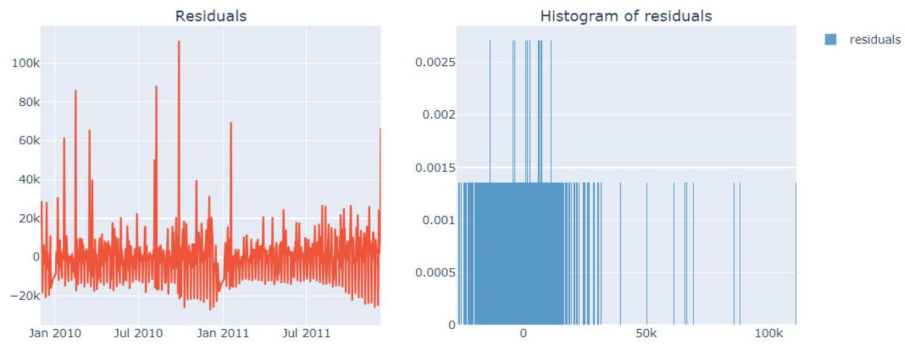 Residuals
100k
80k
60k
40k
20k
0
−20k
Jan 2010
Jul 2010
Jan 2011
Jul 2011
Histogram of residuals
0.0025
0.002
0.0015
0.001
0.0005
0
0
50k
100k
residuals